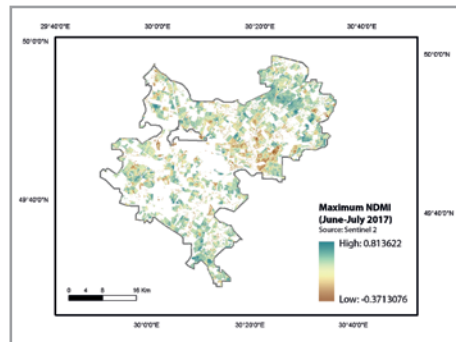 29°40'0"E 30°0'0"E 30°20'0"E 30°40'0"E
50°0'0"N
50°0'0"N
49°40'0"N
49°40'0"N
Maximum NDMI
(June-July 2017)
Source: Sentinel 2
High: 0.813622
Low: -0.3713076
0 4 8 16 Km
30°0'0"E 30°20'0"E 30°40'0"E